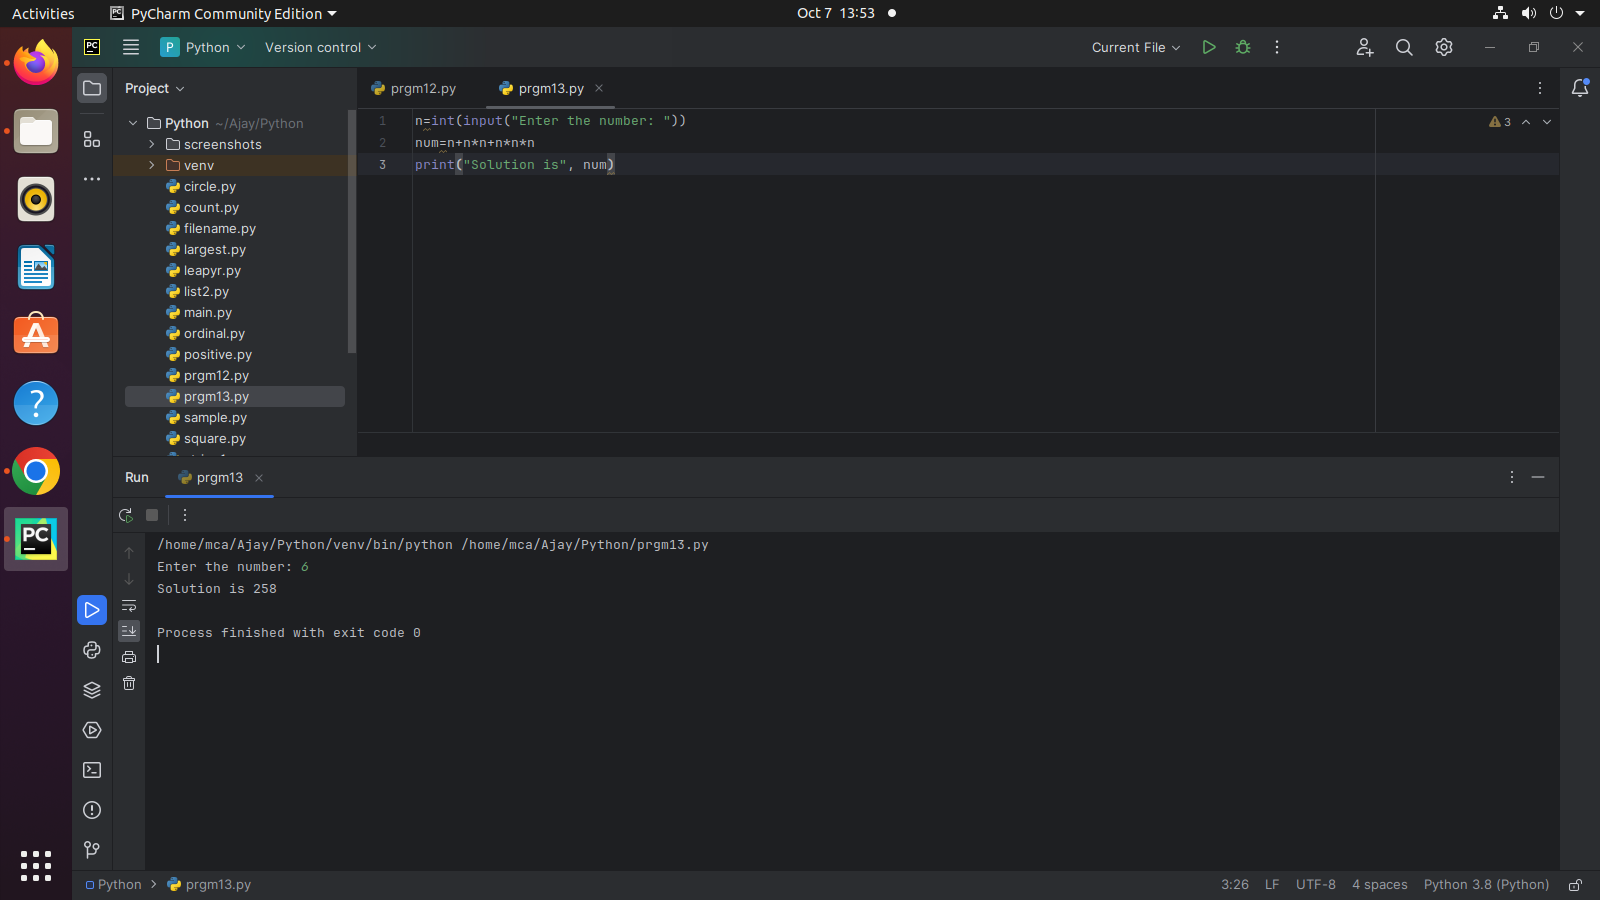 Activities PyCharm Community Edition Oct 7 13:53
PC P Python Version control Current File
Project
prgm12.py prgm13.py
Python ~/Ajay/Python
screenshots
venv
circle.py
count.py
filename.py
largest.py
leapyr.py
list2.py
main.py
ordinal.py
positive.py
prgm12.py
prgm13.py
sample.py
square.py
1 n=int(input("Enter the number: "))
2 num=n+n*n+n*n*n
3 print("Solution is", num)
3
Run prgm13
/home/mca/Ajay/Python/venv/bin/python /home/mca/Ajay/Python/prgm13.py
Enter the number: 6
Solution is 258
Process finished with exit code 0
PC
Python prgm13.py 3:26 LF UTF-8 4 spaces Python 3.8 (Python)